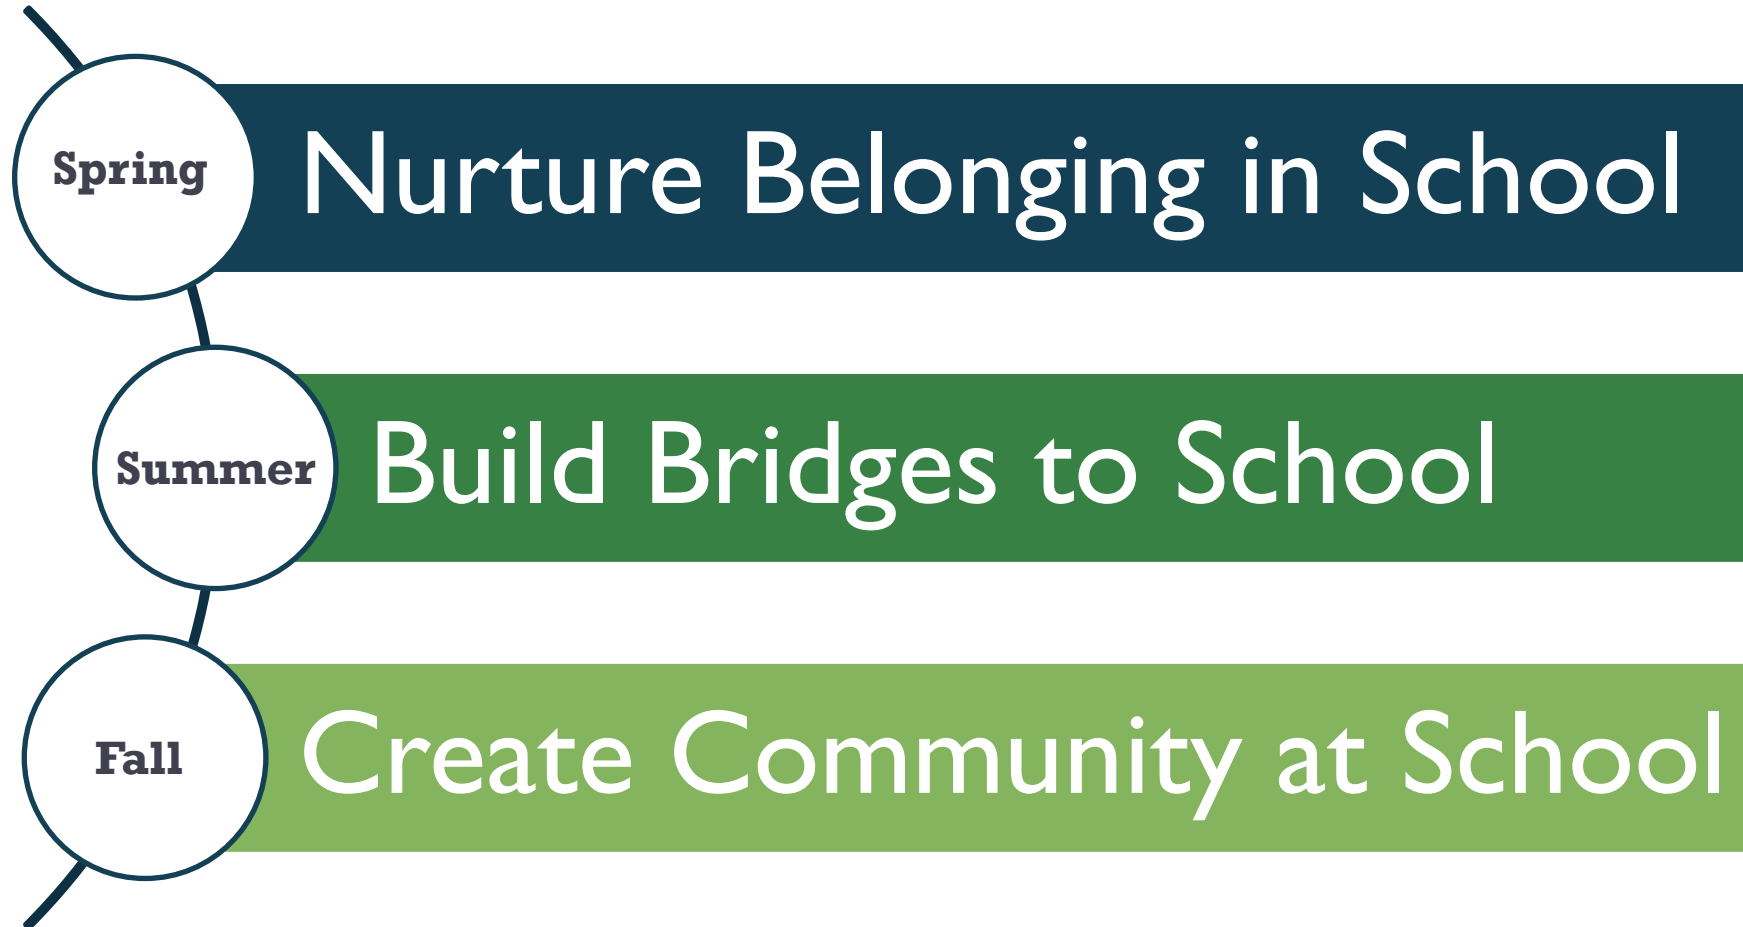 Spring
Nurture Belonging in School
Summer
Build Bridges to School
Fall
Create Community at School